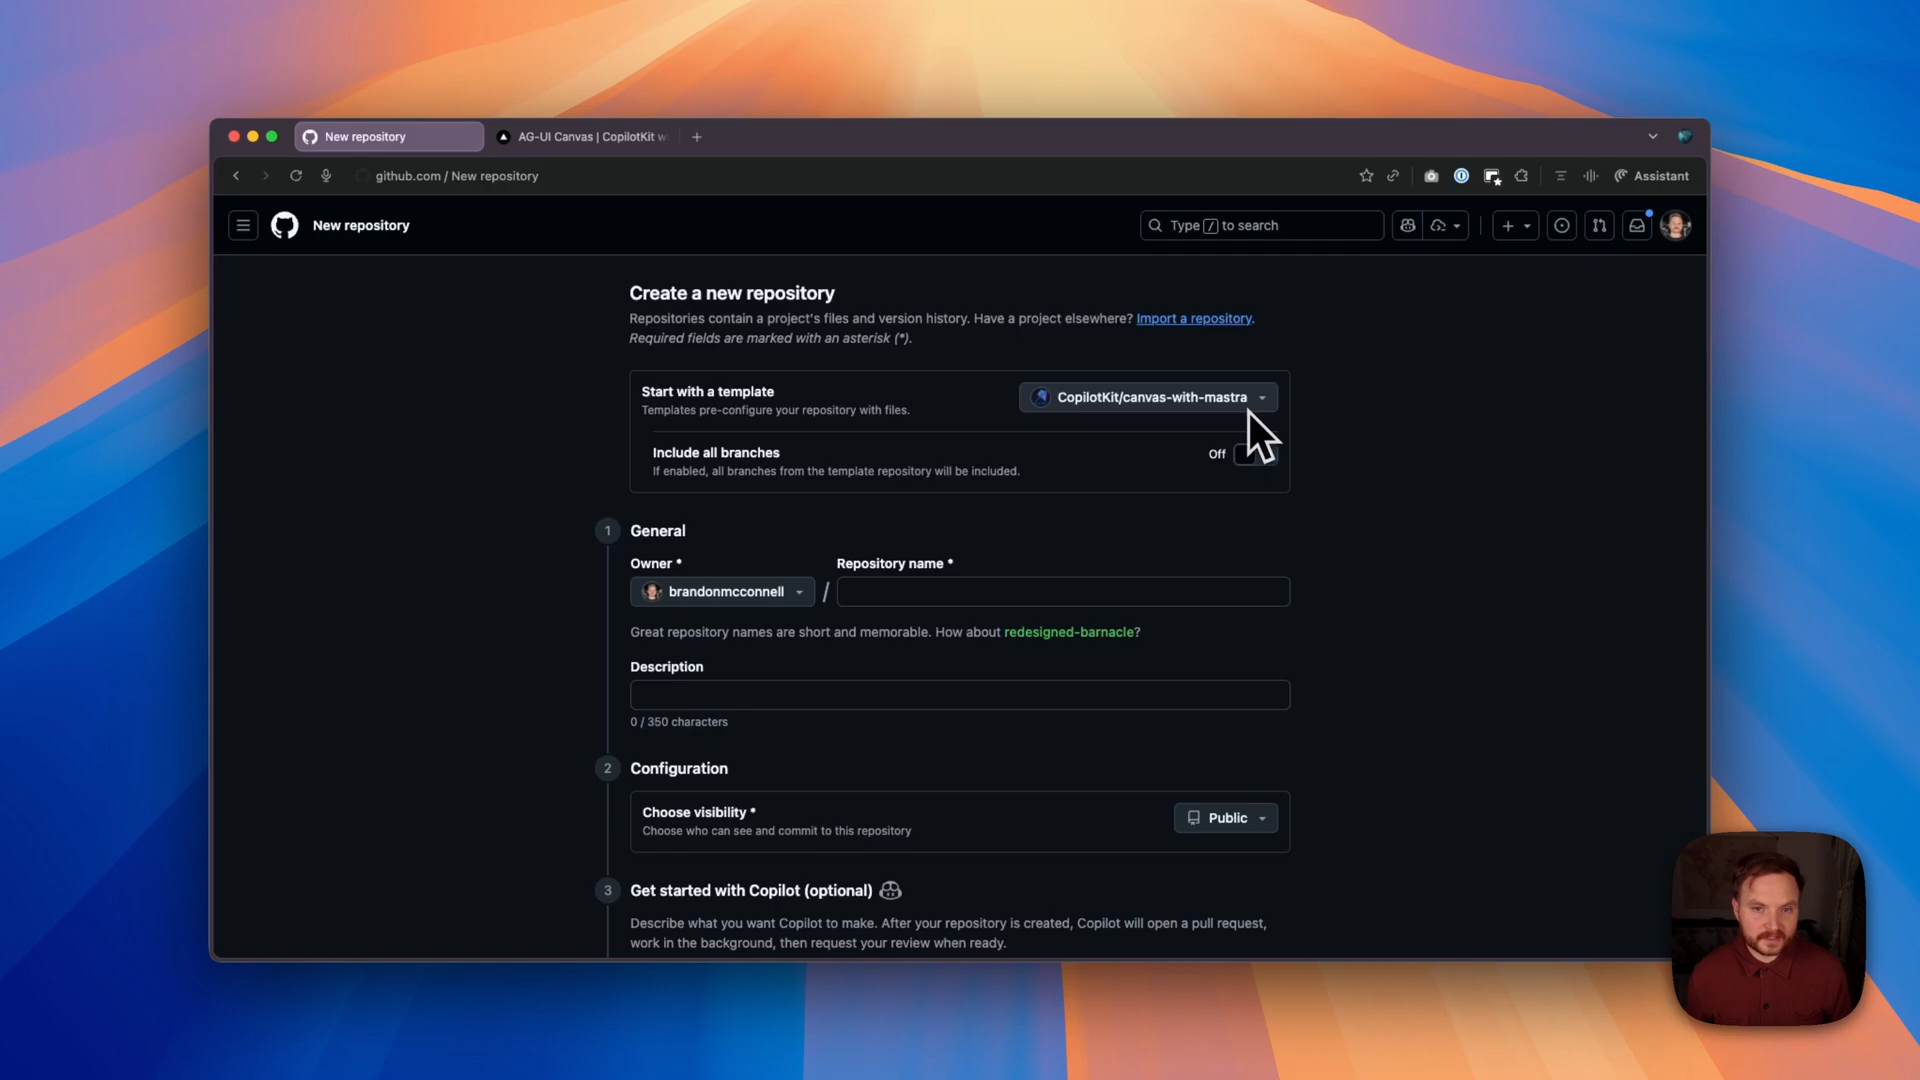 New repository
AG-UI Canvas | CopilotKit w
github.com / New repository
Assistant
New repository
Type / to search
Create a new repository
Repositories contain a project's files and version history. Have a project elsewhere? Import a repository.
Required fields are marked with an asterisk (*).
Start with a template
CopilotKit/canvas-with-mastra
Templates pre-configure your repository with files.
Include all branches
Off
If enabled, all branches from the template repository will be included.
1 General
Owner *
Repository name *
brandonmcconnell
/
Great repository names are short and memorable. How about redesigned-barnacle?
Description
0 / 350 characters
2 Configuration
Choose visibility *
Public
Choose who can see and commit to this repository
3 Get started with Copilot (optional)
Describe what you want Copilot to make. After your repository is created, Copilot will open a pull request,
work in the background, then request your review when ready.